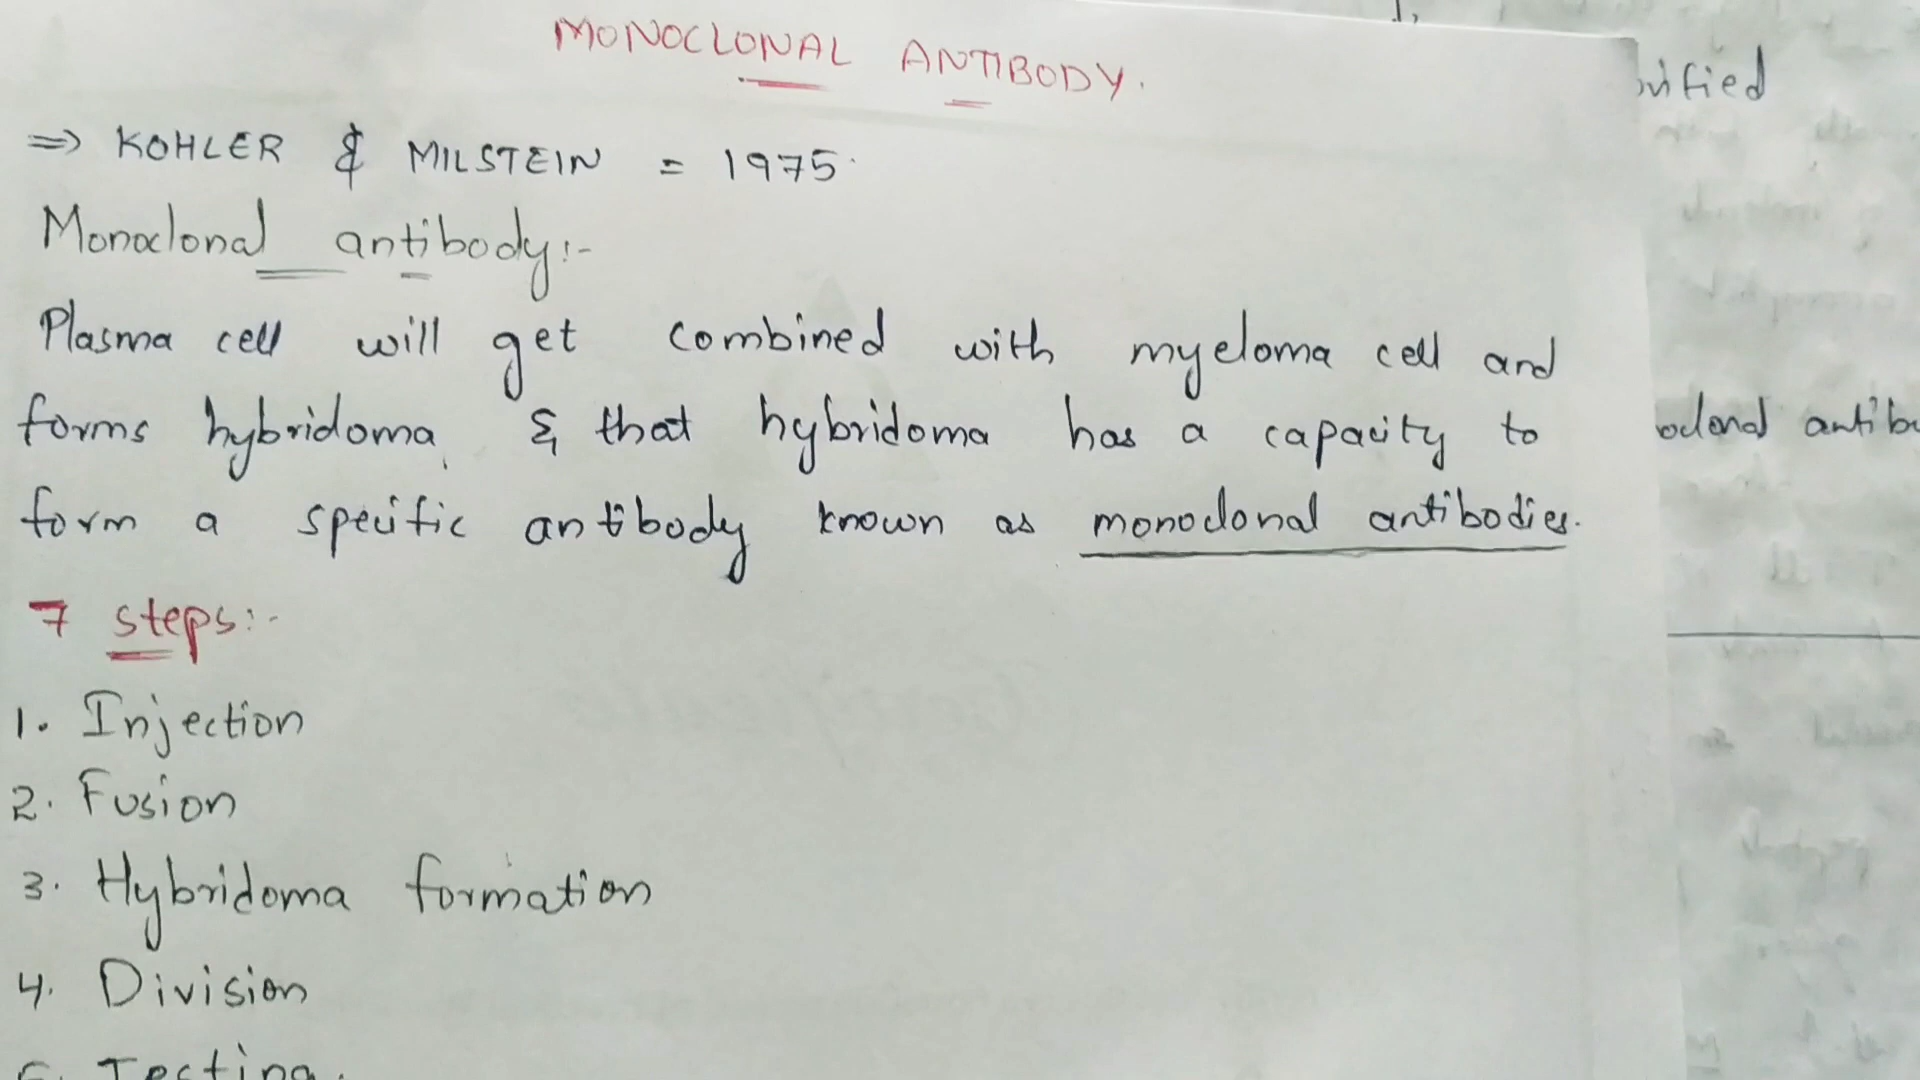 MONOCLONAL ANTIBODY.
⇒ KOHLER & MILSTEIN = 1975.
Monoclonal antibody:-
Plasma cell will get combined with myeloma cell and
forms hybridoma, & that hybridoma has a capacity to
form a specific antibody known as monoclonal antibodies.
7 steps:-
1. Injection
2. Fusion
3. Hybridoma formation
4. Division
5. Testing.